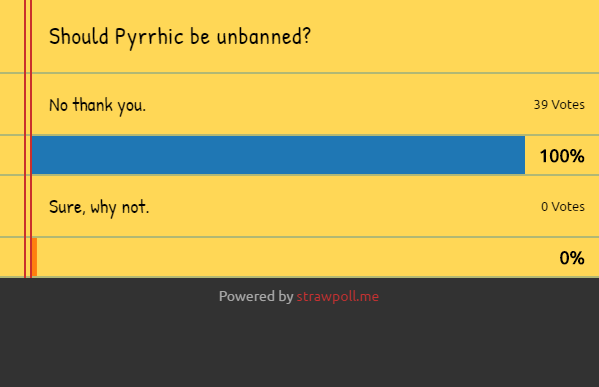 Should Pyrrhic be unbanned?
No thank you.
39 Votes
100%
Sure, why not.
0 Votes
0%
Powered by strawpoll.me